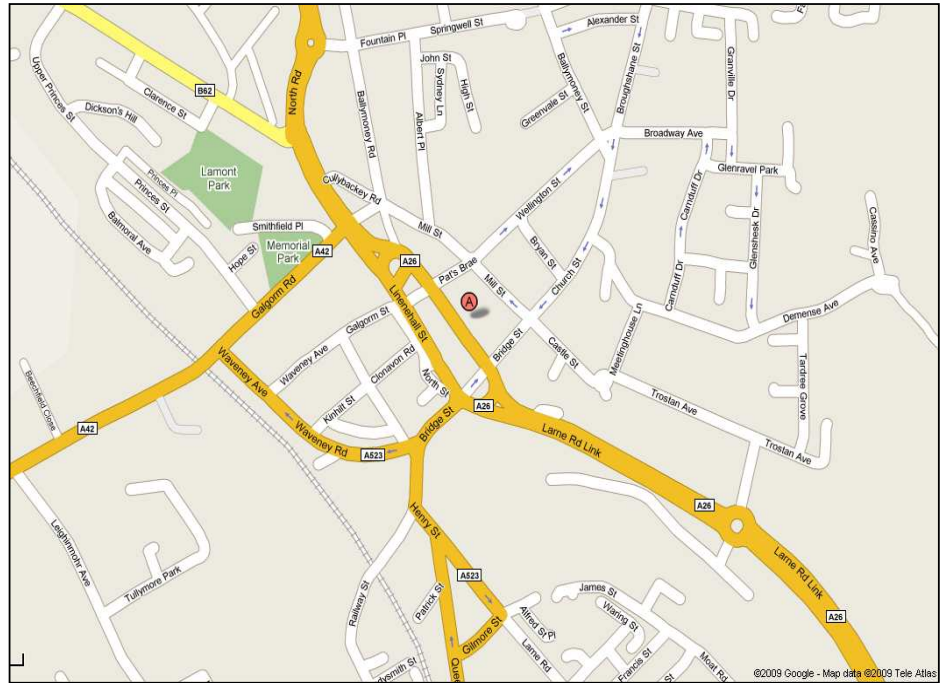 Springwell St
Alexander St
Fountain Pl
Upper Princes St
North Rd
John St
Ballymoney Rd
Sydney Ln
High St
Ballymoney St
Broughshane St
Granville Dr
B62
Clarence St
Dickson's Hill
Albert Pl
Greenvale St
Broadway Ave
Lamont
Park
Cullybackey Rd
Glenravel Park
Princes Pl
Princes St
Wellington St
Carnduff Dr
Glenshesk Dr
Cassino Ave
Balmoral Ave
Smithfield Pl
Mill St
Hope St
Memorial
Park
A42
A26
Bryan St
Church St
Pat's Brae
Mill St
Galgorm Rd
A
Carnduff Dr
Linenehall St
Galgorm St
Meetinghouse Ln
Demense Ave
Waveney Ave
Clonavon Rd
Bridge St
Castle St
Waveney Ave
North St
Tardree Grove
Beechfield Close
Kinhilt St
A26
Trostan Ave
A42
Waveney Rd
Bridge St
Larne Rd Link
Trostan Ave
A523
A26
Leighinmohr Ave
Henry St
Larne Rd Link
Tullymore Park
A523
Railway St
Patrick St
James St
Waring St
Alfred St Pl
A26
Gilmore St
Larne Rd
Francis St
Moat Rd
©2009 Google - Map data ©2009 Tele Atlas